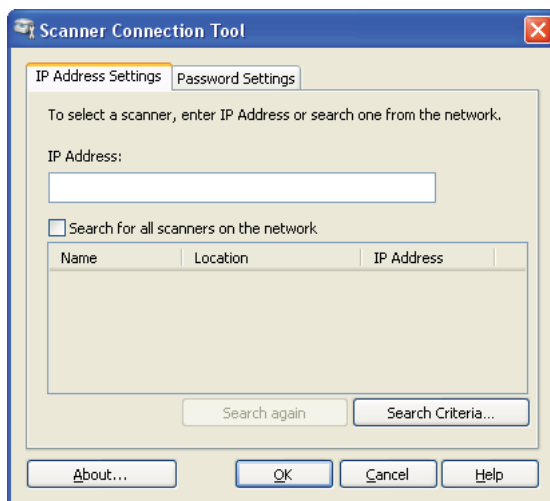 Scanner Connection Tool
IP Address Settings Password Settings
To select a scanner, enter IP Address or search one from the network.
IP Address:
Search for all scanners on the network
Name Location IP Address
Search again Search Criteria...
About... OK Cancel Help